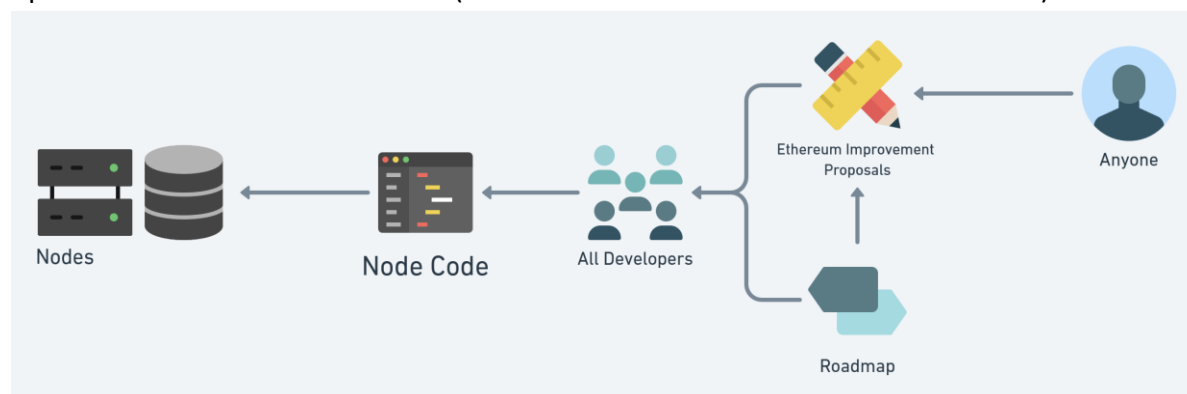 Ethereum Improvement
Proposals
Anyone
Nodes
Node Code
All Developers
Roadmap